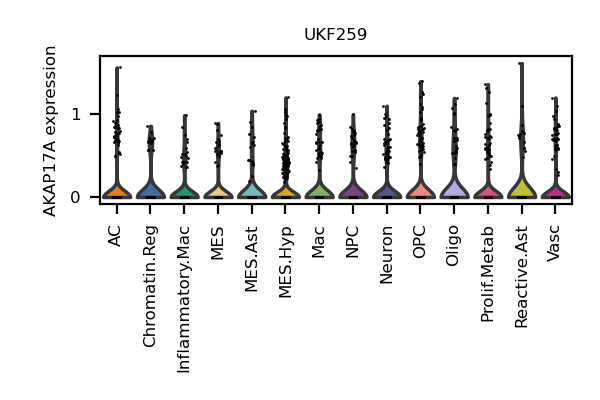 UKF259
AKAP17A expression
1
0
AC
Chromatin.Reg
Inflammatory.Mac
MES
MES.Ast
MES.Hyp
Mac
NPC
Neuron
OPC
Oligo
Prolif.Metab
Reactive.Ast
Vasc